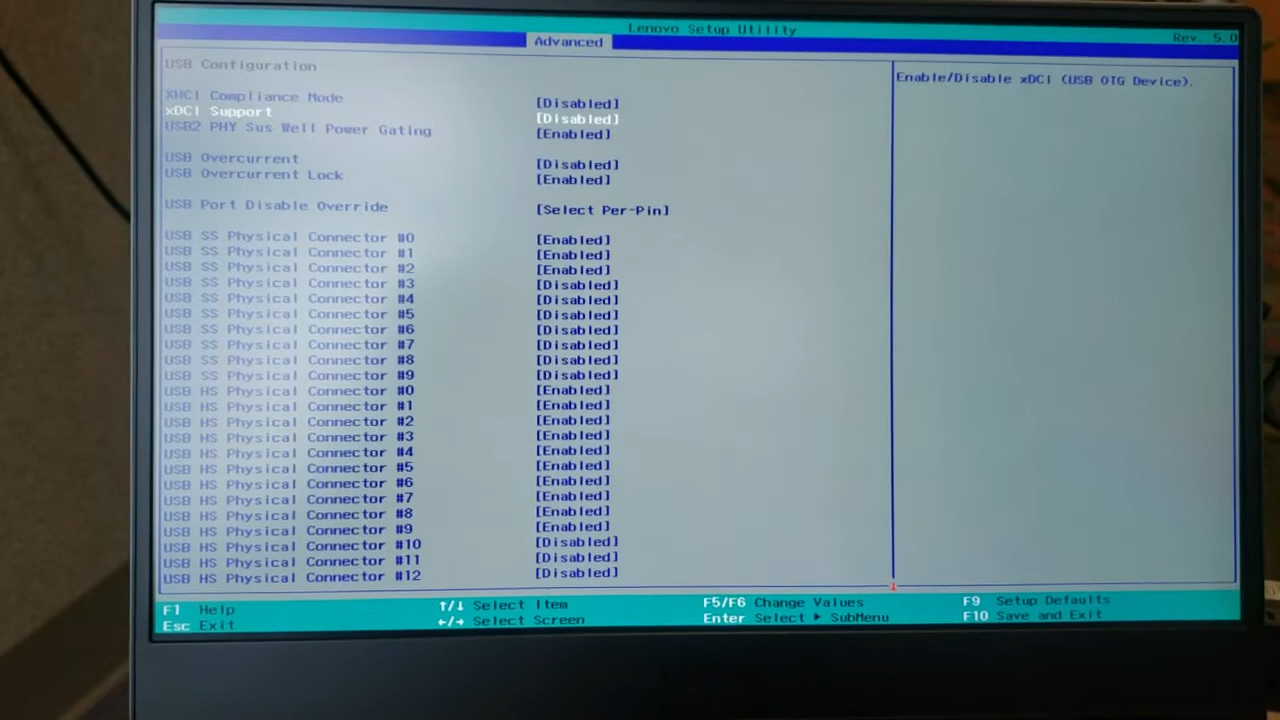 Lenovo Setup Utility
Rev. 5.0
Advanced
USB Configuration
XHCI Compliance Mode [Disabled]
xDCI Support [Disabled]
USB2 PHY Sus Well Power Gating [Enabled]
USB Overcurrent [Disabled]
USB Overcurrent Lock [Enabled]
USB Port Disable Override [Select Per-Pin]
USB SS Physical Connector #0 [Enabled]
USB SS Physical Connector #1 [Enabled]
USB SS Physical Connector #2 [Enabled]
USB SS Physical Connector #3 [Disabled]
USB SS Physical Connector #4 [Disabled]
USB SS Physical Connector #5 [Disabled]
USB SS Physical Connector #6 [Disabled]
USB SS Physical Connector #7 [Disabled]
USB SS Physical Connector #8 [Disabled]
USB SS Physical Connector #9 [Disabled]
USB HS Physical Connector #0 [Enabled]
USB HS Physical Connector #1 [Enabled]
USB HS Physical Connector #2 [Enabled]
USB HS Physical Connector #3 [Enabled]
USB HS Physical Connector #4 [Enabled]
USB HS Physical Connector #5 [Enabled]
USB HS Physical Connector #6 [Enabled]
USB HS Physical Connector #7 [Enabled]
USB HS Physical Connector #8 [Enabled]
USB HS Physical Connector #9 [Enabled]
USB HS Physical Connector #10 [Disabled]
USB HS Physical Connector #11 [Disabled]
USB HS Physical Connector #12 [Disabled]
Enable/Disable xDCI (USB OTG Device).
F1 Help ↑/↓ Select Item F5/F6 Change Values F9 Setup Defaults
Esc Exit ←/→ Select Screen Enter Select ▶ SubMenu F10 Save and Exit